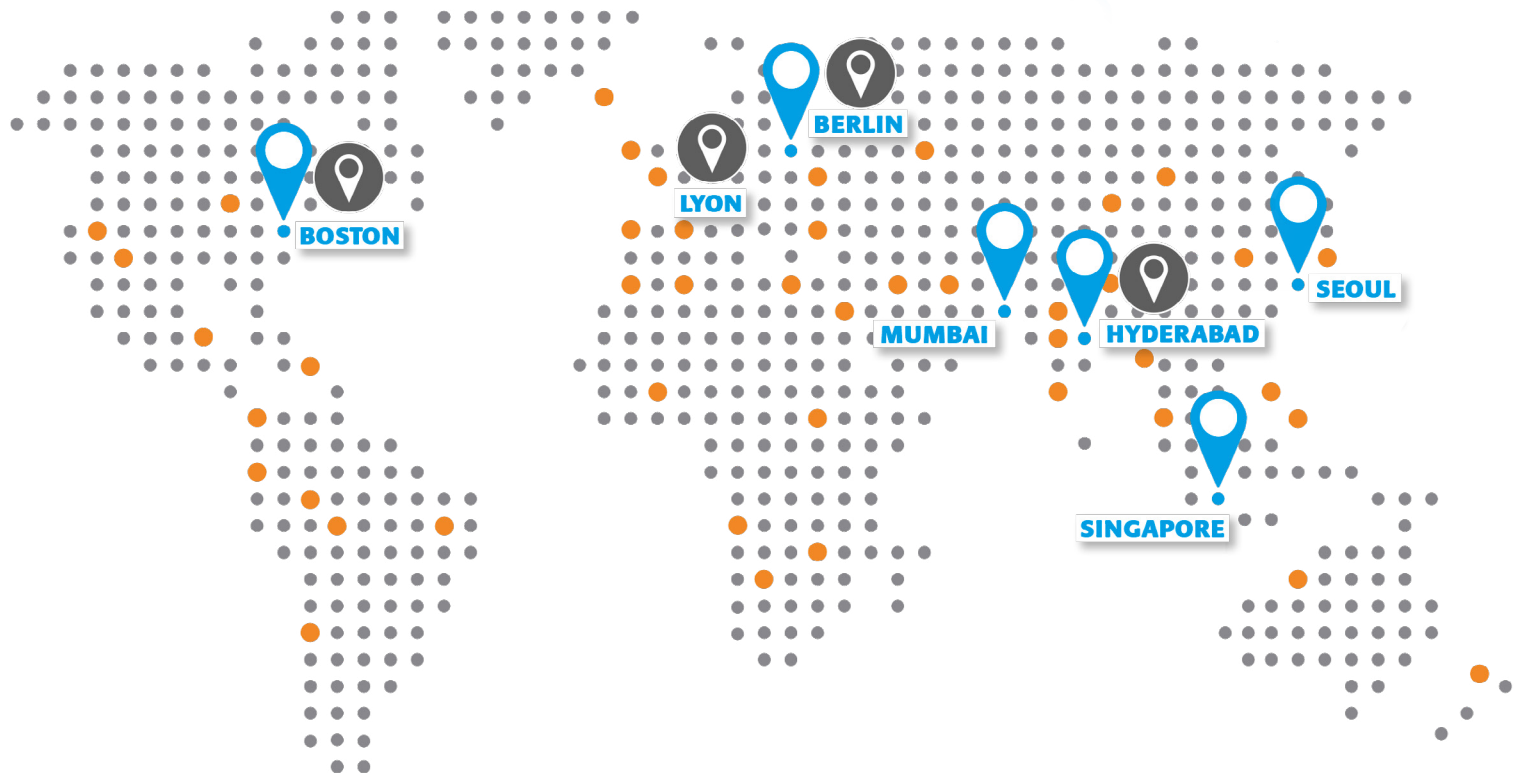 BERLIN
LYON
BOSTON
SEOUL
MUMBAI
HYDERABAD
SINGAPORE